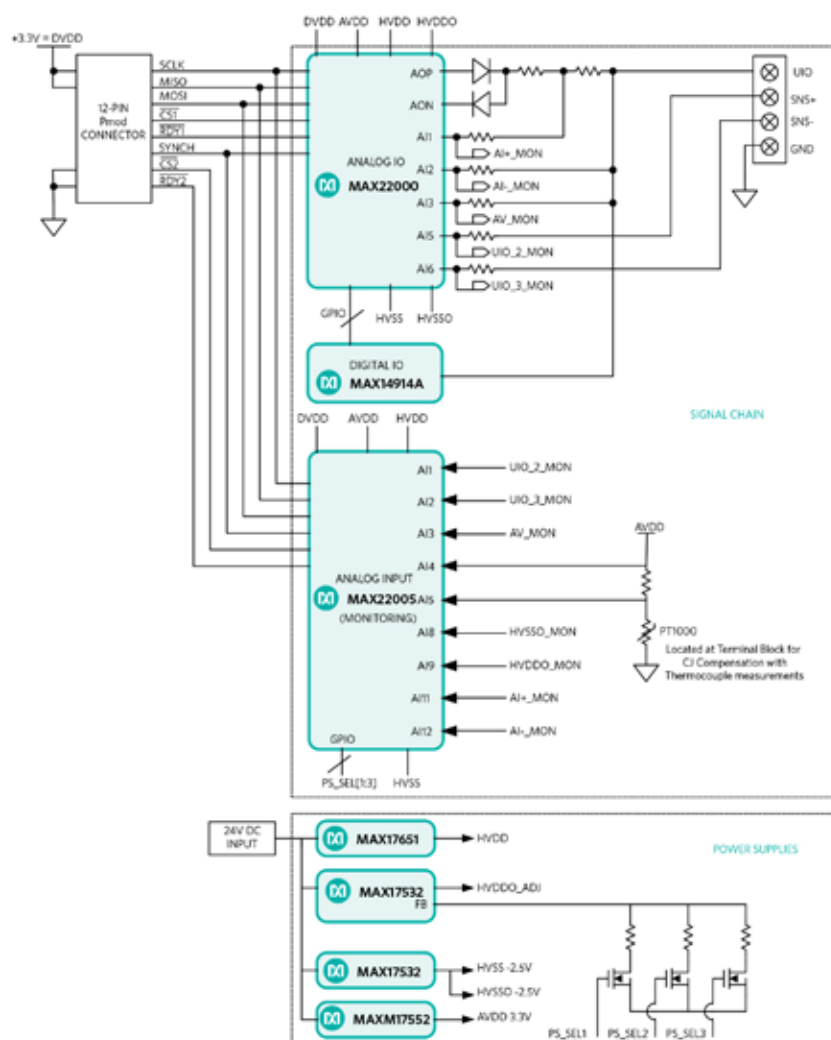 DVDD AVDD HVDD HVDDO
+3.3V = DVDD
12-PIN
Pmod
CONNECTOR
SCLK
MISO
MOSI
CS1
RDY1
SYNCH
CS2
RDY2
ANALOG IO
MAX22000
AOP
AON
AI1
AI2
AI3
AI5
AI6
AI+_MON
AI-_MON
AV_MON
UIO_2_MON
UIO_3_MON
UIO
SNS+
SNS-
GND
GPIO
HVSS
HVSSO
DIGITAL IO
MAX14914A
SIGNAL CHAIN
DVDD AVDD HVDD
ANALOG INPUT
MAX22005
(MONITORING)
AI1
AI2
AI3
AI4
AI5
AI8
AI9
AI11
AI12
UIO_2_MON
UIO_3_MON
AV_MON
HVSSO_MON
HVDDO_MON
AI+_MON
AI-_MON
AVDD
PT1000
Located at Terminal Block for
CJ Compensation with
Thermocouple measurements
GPIO
PS_SEL[1:3]
HVSS
24V DC
INPUT
POWER SUPPLIES
MAX17651
HVDD
MAX17532
FB
HVDDO_ADJ
MAX17532
HVSS -2.5V
HVSSO -2.5V
MAXM17552
AVDD 3.3V
PS_SEL1 PS_SEL2 PS_SEL3